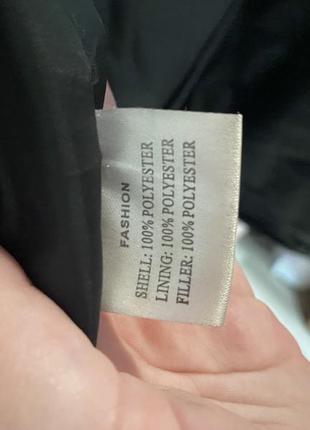 FASHION
SHELL: 100% POLYESTER
LINING: 100% POLYESTER
FILLER: 100% POLYESTER